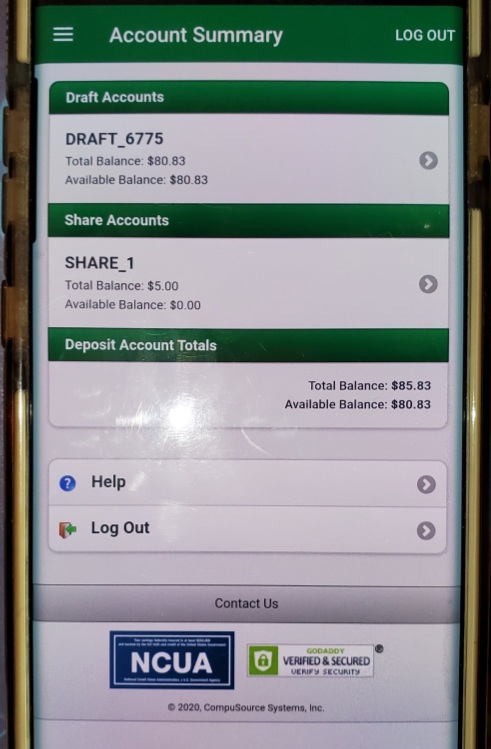 Account Summary
LOG OUT
Draft Accounts
DRAFT_6775
Total Balance: $80.83
Available Balance: $80.83
Share Accounts
SHARE_1
Total Balance: $5.00
Available Balance: $0.00
Deposit Account Totals
Total Balance: $85.83
Available Balance: $80.83
Help
Log Out
Contact Us
NCUA
GODADDY
VERIFIED & SECURED
VERIFY SECURITY
© 2020, CompuSource Systems, Inc.